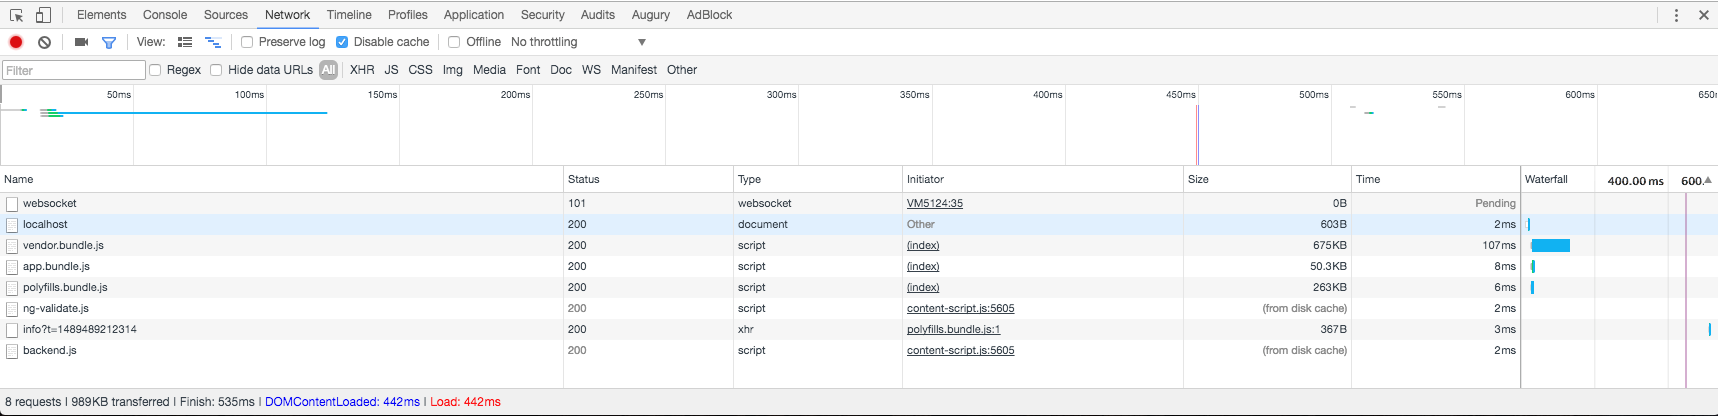 Elements Console Sources Network Timeline Profiles Application Security Audits Augury AdBlock
View: Preserve log Disable cache Offline No throttling
Filter Regex Hide data URLs All XHR JS CSS Img Media Font Doc WS Manifest Other
50ms 100ms 150ms 200ms 250ms 300ms 350ms 400ms 450ms 500ms 550ms 600ms 650m
Name Status Type Initiator Size Time Waterfall 400.00 ms 600.
websocket 101 websocket VM5124:35 0B Pending
localhost 200 document Other 603B 2ms
vendor.bundle.js 200 script (index) 675KB 107ms
app.bundle.js 200 script (index) 50.3KB 8ms
polyfills.bundle.js 200 script (index) 263KB 6ms
ng-validate.js 200 script content-script.js:5605 (from disk cache) 2ms
info?t=1489489212314 200 xhr polyfills.bundle.js:1 367B 3ms
backend.js 200 script content-script.js:5605 (from disk cache) 2ms
8 requests | 989KB transferred | Finish: 535ms | DOMContentLoaded: 442ms | Load: 442ms